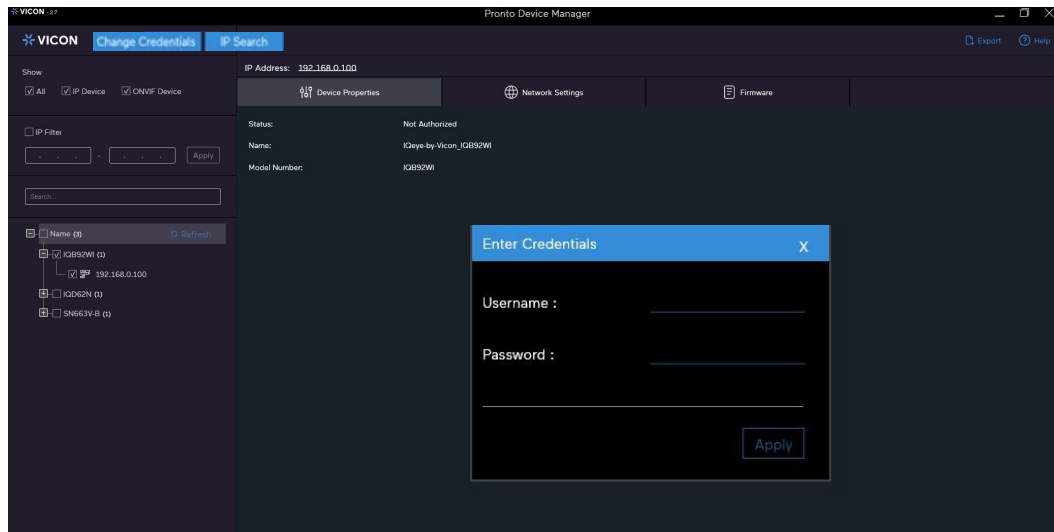 VICON - 2.7
Pronto Device Manager
VICON Change Credentials IP Search
Export Help
Show
All IP Device ONVIF Device
IP Filter
. . . - . . . Apply
Search..
Name (3) Refresh
IQB92WI (1)
192.168.0.100
IQD62N (1)
SN663V-B (1)
IP Address: 192.168.0.100
Device Properties Network Settings Firmware
Status: Not Authorized
Name: IQeye-by-Vicon_IQB92WI
Model Number: IQB92WI
Enter Credentials X
Username :
Password :
Apply